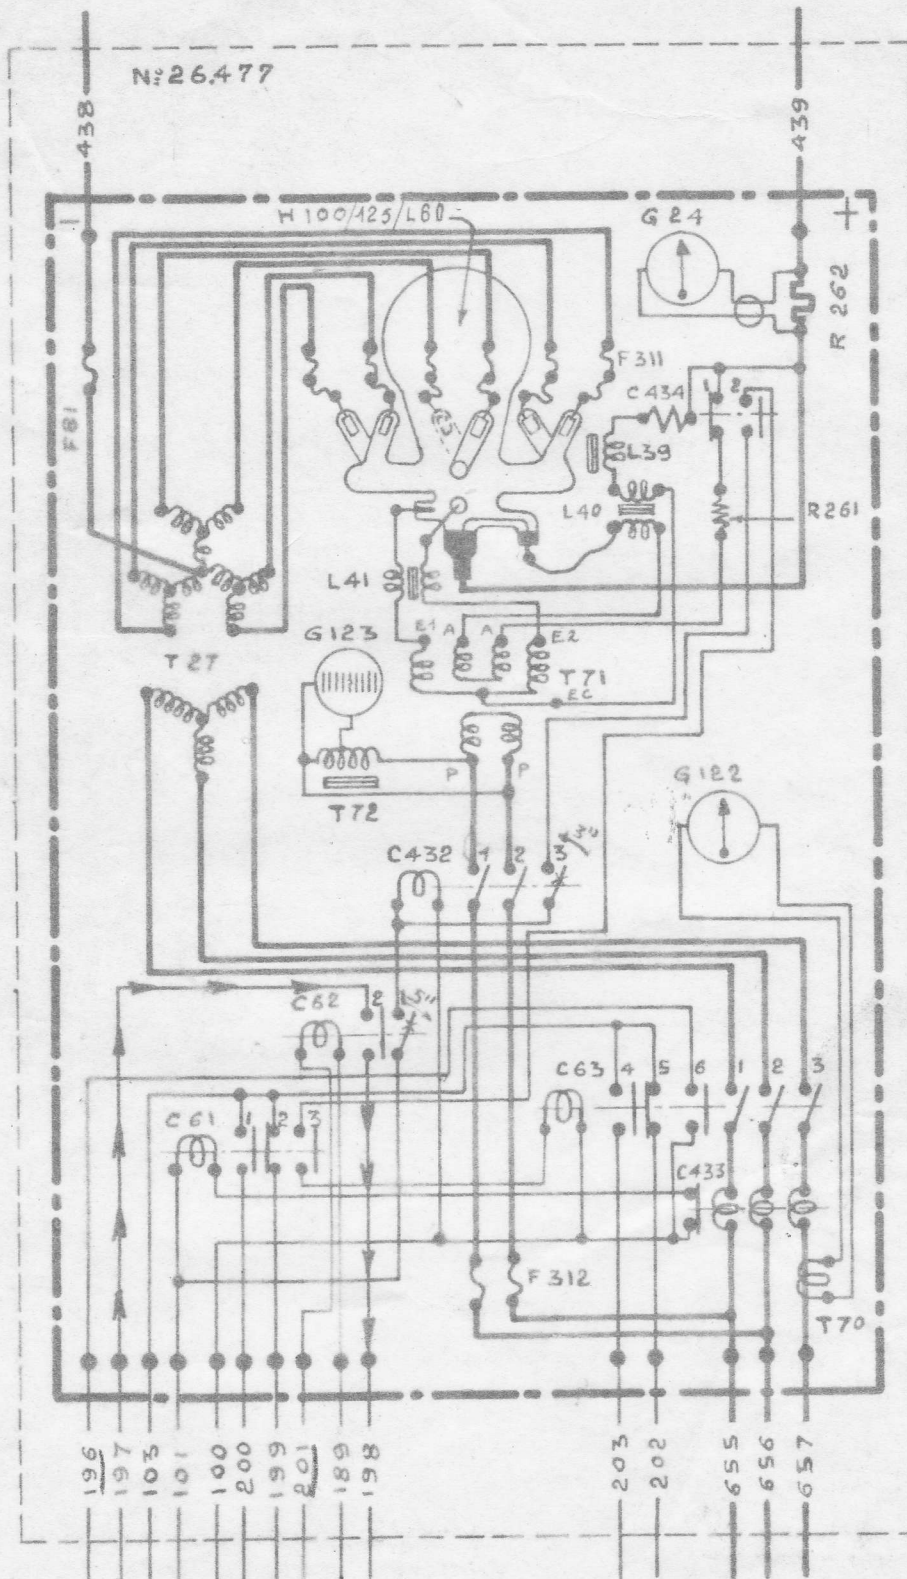 438
439
Nº 26.477
H 100/125/L60
G 24
+
−
R 262
F 311
C 434
1 2
F 81
L 39
R 261
L 40
L 41
E1 A A E2
G 123
T 27
T 71
EC
P P
G 122
T 72
C 432
1 2 3
C 62
2
C 63
4 5 6 1 2 3
C 61
1 2 3
C 433
F 312
T 70
196
197
103
101
100
200
199
201
189
198
203
202
655
656
657